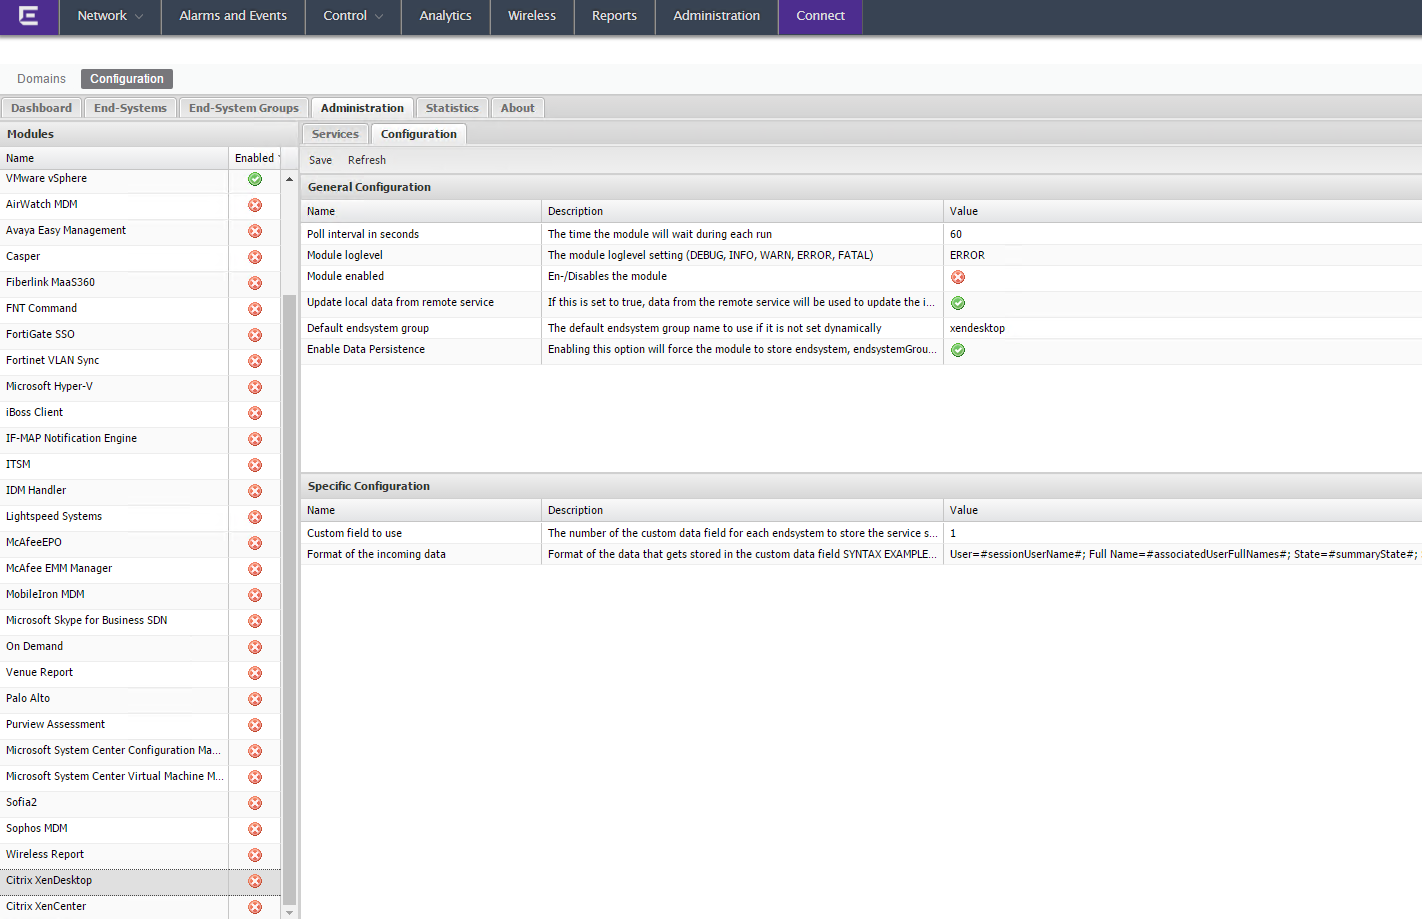 Network Alarms and Events Control Analytics Wireless Reports Administration Connect
Domains Configuration
Dashboard End-Systems End-System Groups Administration Statistics About
Modules
Name Enabled
VMware vSphere
AirWatch MDM
Avaya Easy Management
Casper
Fiberlink MaaS360
FNT Command
FortiGate SSO
Fortinet VLAN Sync
Microsoft Hyper-V
iBoss Client
IF-MAP Notification Engine
ITSM
IDM Handler
Lightspeed Systems
McAfeeEPO
McAfee EMM Manager
MobileIron MDM
Microsoft Skype for Business SDN
On Demand
Venue Report
Palo Alto
Purview Assessment
Microsoft System Center Configuration Ma...
Microsoft System Center Virtual Machine M...
Sofia2
Sophos MDM
Wireless Report
Citrix XenDesktop
Citrix XenCenter
Services Configuration
Save Refresh
General Configuration
Name Description Value
Poll interval in seconds The time the module will wait during each run 60
Module loglevel The module loglevel setting (DEBUG, INFO, WARN, ERROR, FATAL) ERROR
Module enabled En-/Disables the module
Update local data from remote service If this is set to true, data from the remote service will be used to update the i...
Default endsystem group The default endsystem group name to use if it is not set dynamically xendesktop
Enable Data Persistence Enabling this option will force the module to store endsystem, endsystemGrou...
Specific Configuration
Name Description Value
Custom field to use The number of the custom data field for each endsystem to store the service s... 1
Format of the incoming data Format of the data that gets stored in the custom data field SYNTAX EXAMPLE... User=#sessionUserName#; Full Name=#associatedUserFullNames#; State=#summaryState#;